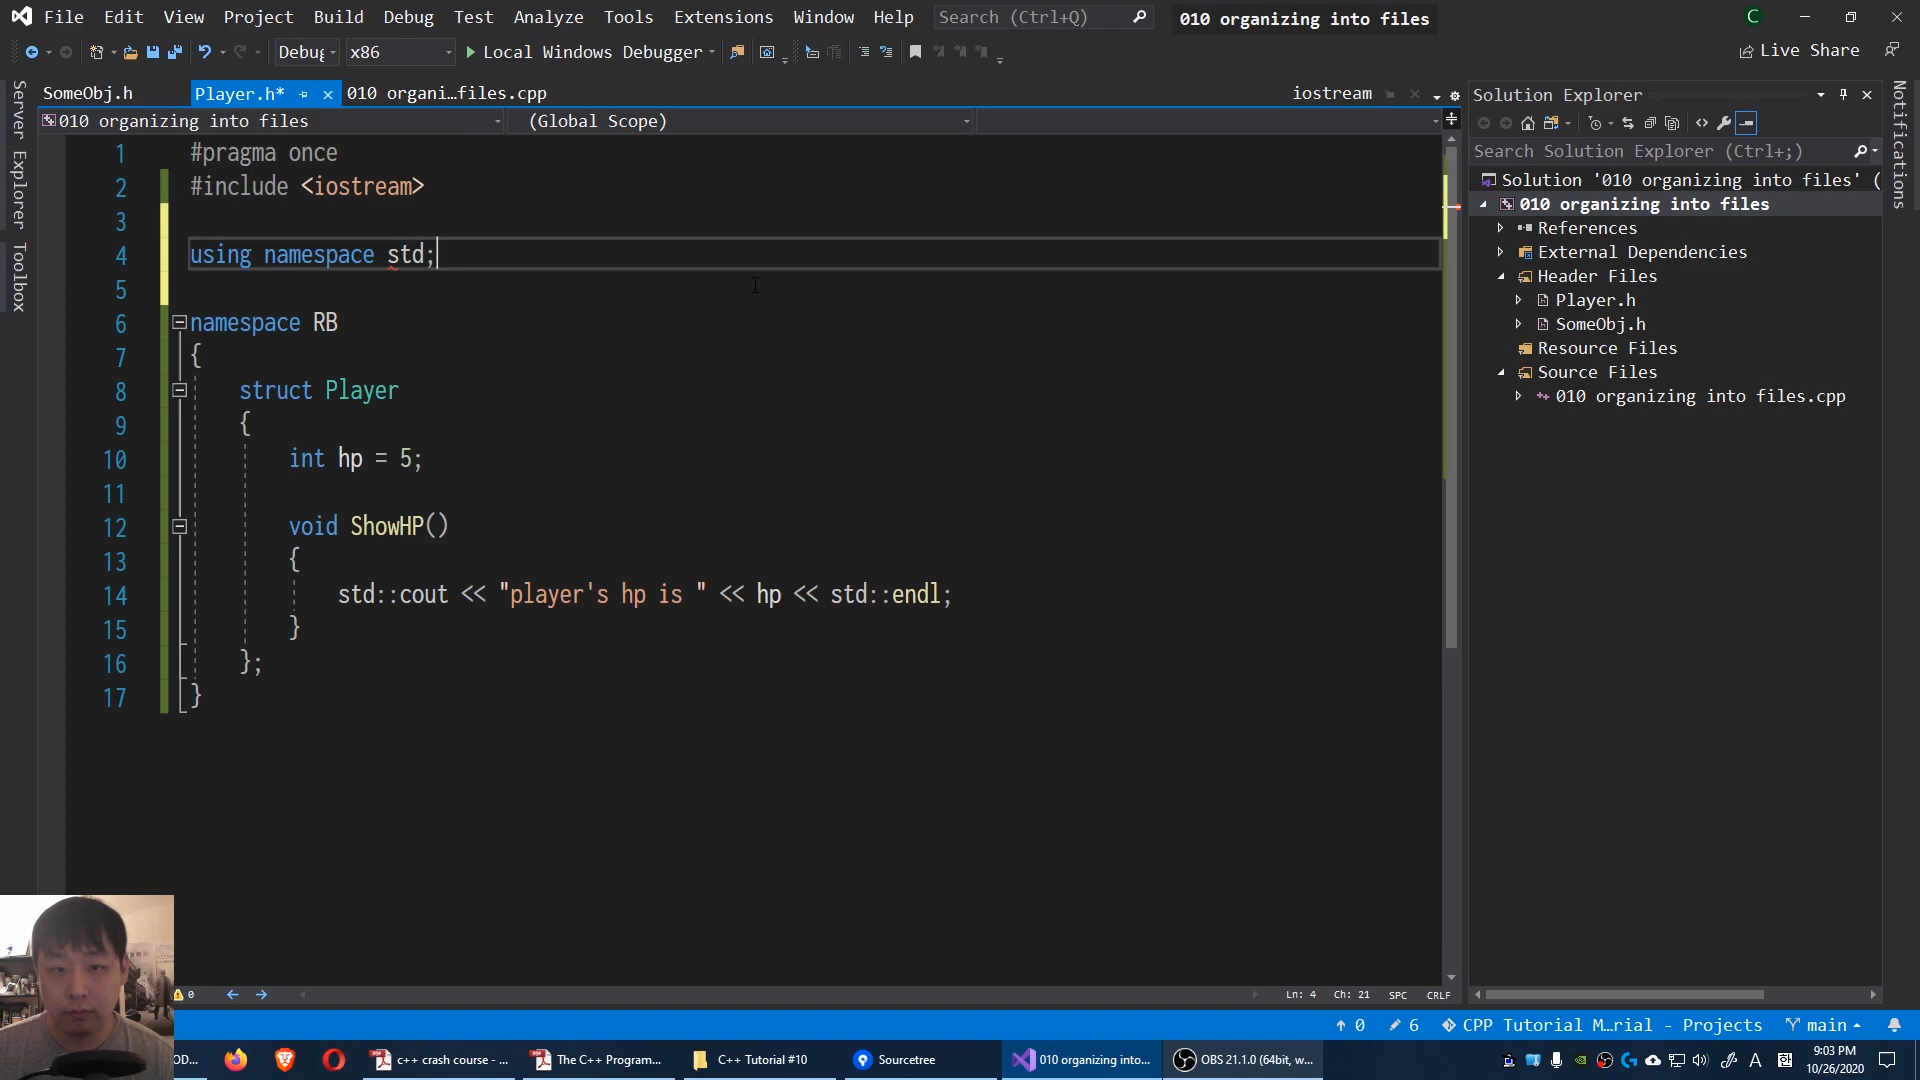 File Edit View Project Build Debug Test Analyze Tools Extensions Window Help Search (Ctrl+Q) 010 organizing into files C
Debug x86 Local Windows Debugger Live Share
SomeObj.h Player.h* 010 organi...files.cpp iostream
010 organizing into files (Global Scope)
Server Explorer
Toolbox
1 #pragma once
2 #include <iostream>
3
4 using namespace std;
5
6 namespace RB
7 {
8 struct Player
9 {
10 int hp = 5;
11
12 void ShowHP()
13 {
14 std::cout << "player's hp is " << hp << std::endl;
15 }
16 };
17 }
Solution Explorer
Search Solution Explorer (Ctrl+;)
Solution '010 organizing into files' (
010 organizing into files
References
External Dependencies
Header Files
Player.h
SomeObj.h
Resource Files
Source Files
010 organizing into files.cpp
Notifications
0 Ln: 4 Ch: 21 SPC CRLF
0 6 CPP Tutorial M...rial - Projects main
OD... c++ crash course - ... The C++ Program... C++ Tutorial #10 Sourcetree 010 organizing into... OBS 21.1.0 (64bit, w... A 9:03 PM
10/26/2020